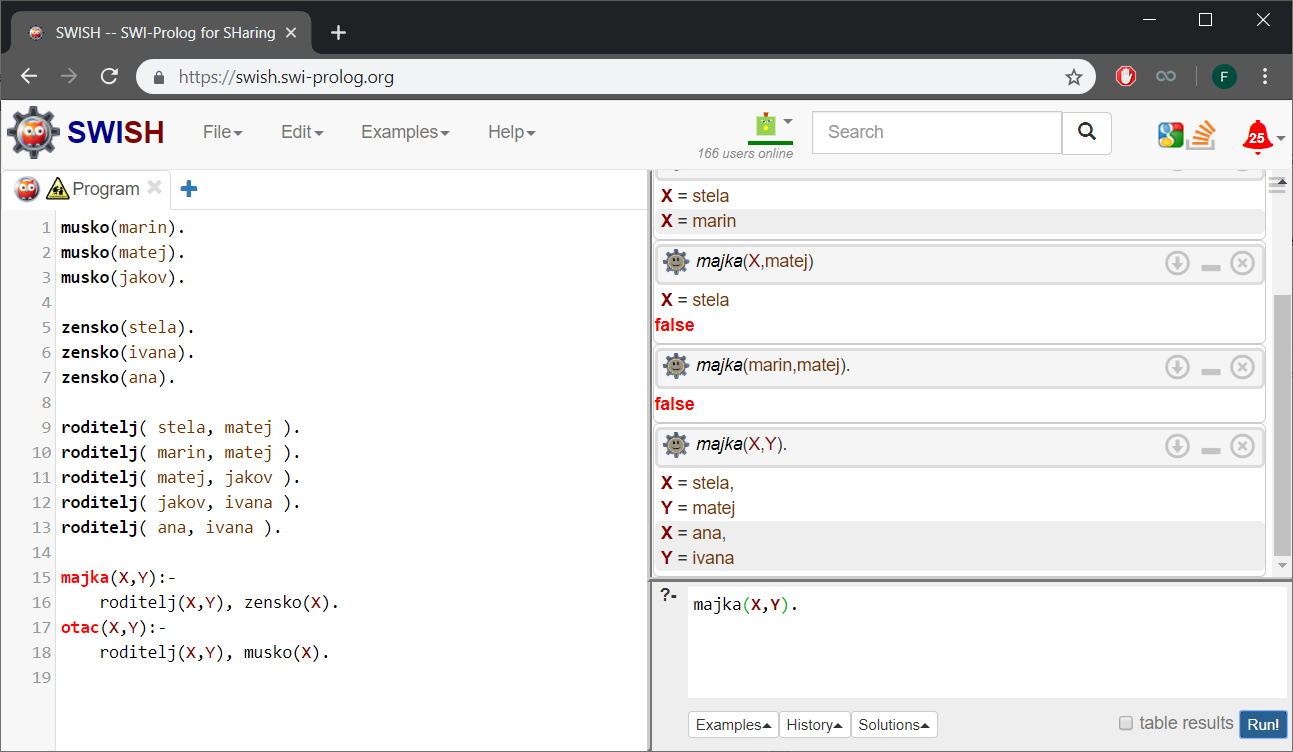 SWISH -- SWI-Prolog for SHaring
https://swish.swi-prolog.org
F
SWISH
File
Edit
Examples
Help
166 users online
Search
25
Program
1 musko(marin).
2 musko(matej).
3 musko(jakov).
4
5 zensko(stela).
6 zensko(ivana).
7 zensko(ana).
8
9 roditelj( stela, matej ).
10 roditelj( marin, matej ).
11 roditelj( matej, jakov ).
12 roditelj( jakov, ivana ).
13 roditelj( ana, ivana ).
14
15 majka(X,Y):-
16 roditelj(X,Y), zensko(X).
17 otac(X,Y):-
18 roditelj(X,Y), musko(X).
19
X = stela
X = marin
majka(X,matej)
X = stela
false
majka(marin,matej).
false
majka(X,Y).
X = stela,
Y = matej
X = ana,
Y = ivana
?- majka(X,Y).
Examples
History
Solutions
table results
Run!